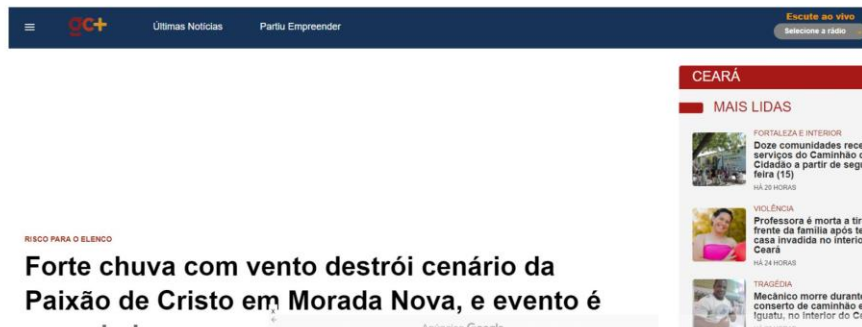 gc+
Últimas Notícias
Partiu Empreender
Escute ao vivo
Selecione a rádio
RISCO PARA O ELENCO
Forte chuva com vento destrói cenário da
Paixão de Cristo em Morada Nova, e evento é
CEARÁ
MAIS LIDAS
FORTALEZA E INTERIOR
Doze comunidades rece
serviços do Caminhão
Cidadão a partir de segu
feira (15)
HÁ 20 HORAS
VIOLÊNCIA
Professora é morta a tir
frente da família após te
casa invadida no interio
Ceará
HÁ 24 HORAS
TRAGÉDIA
Mecânico morre durante
conserto de caminhão e
Iguatu, no interior do Ce